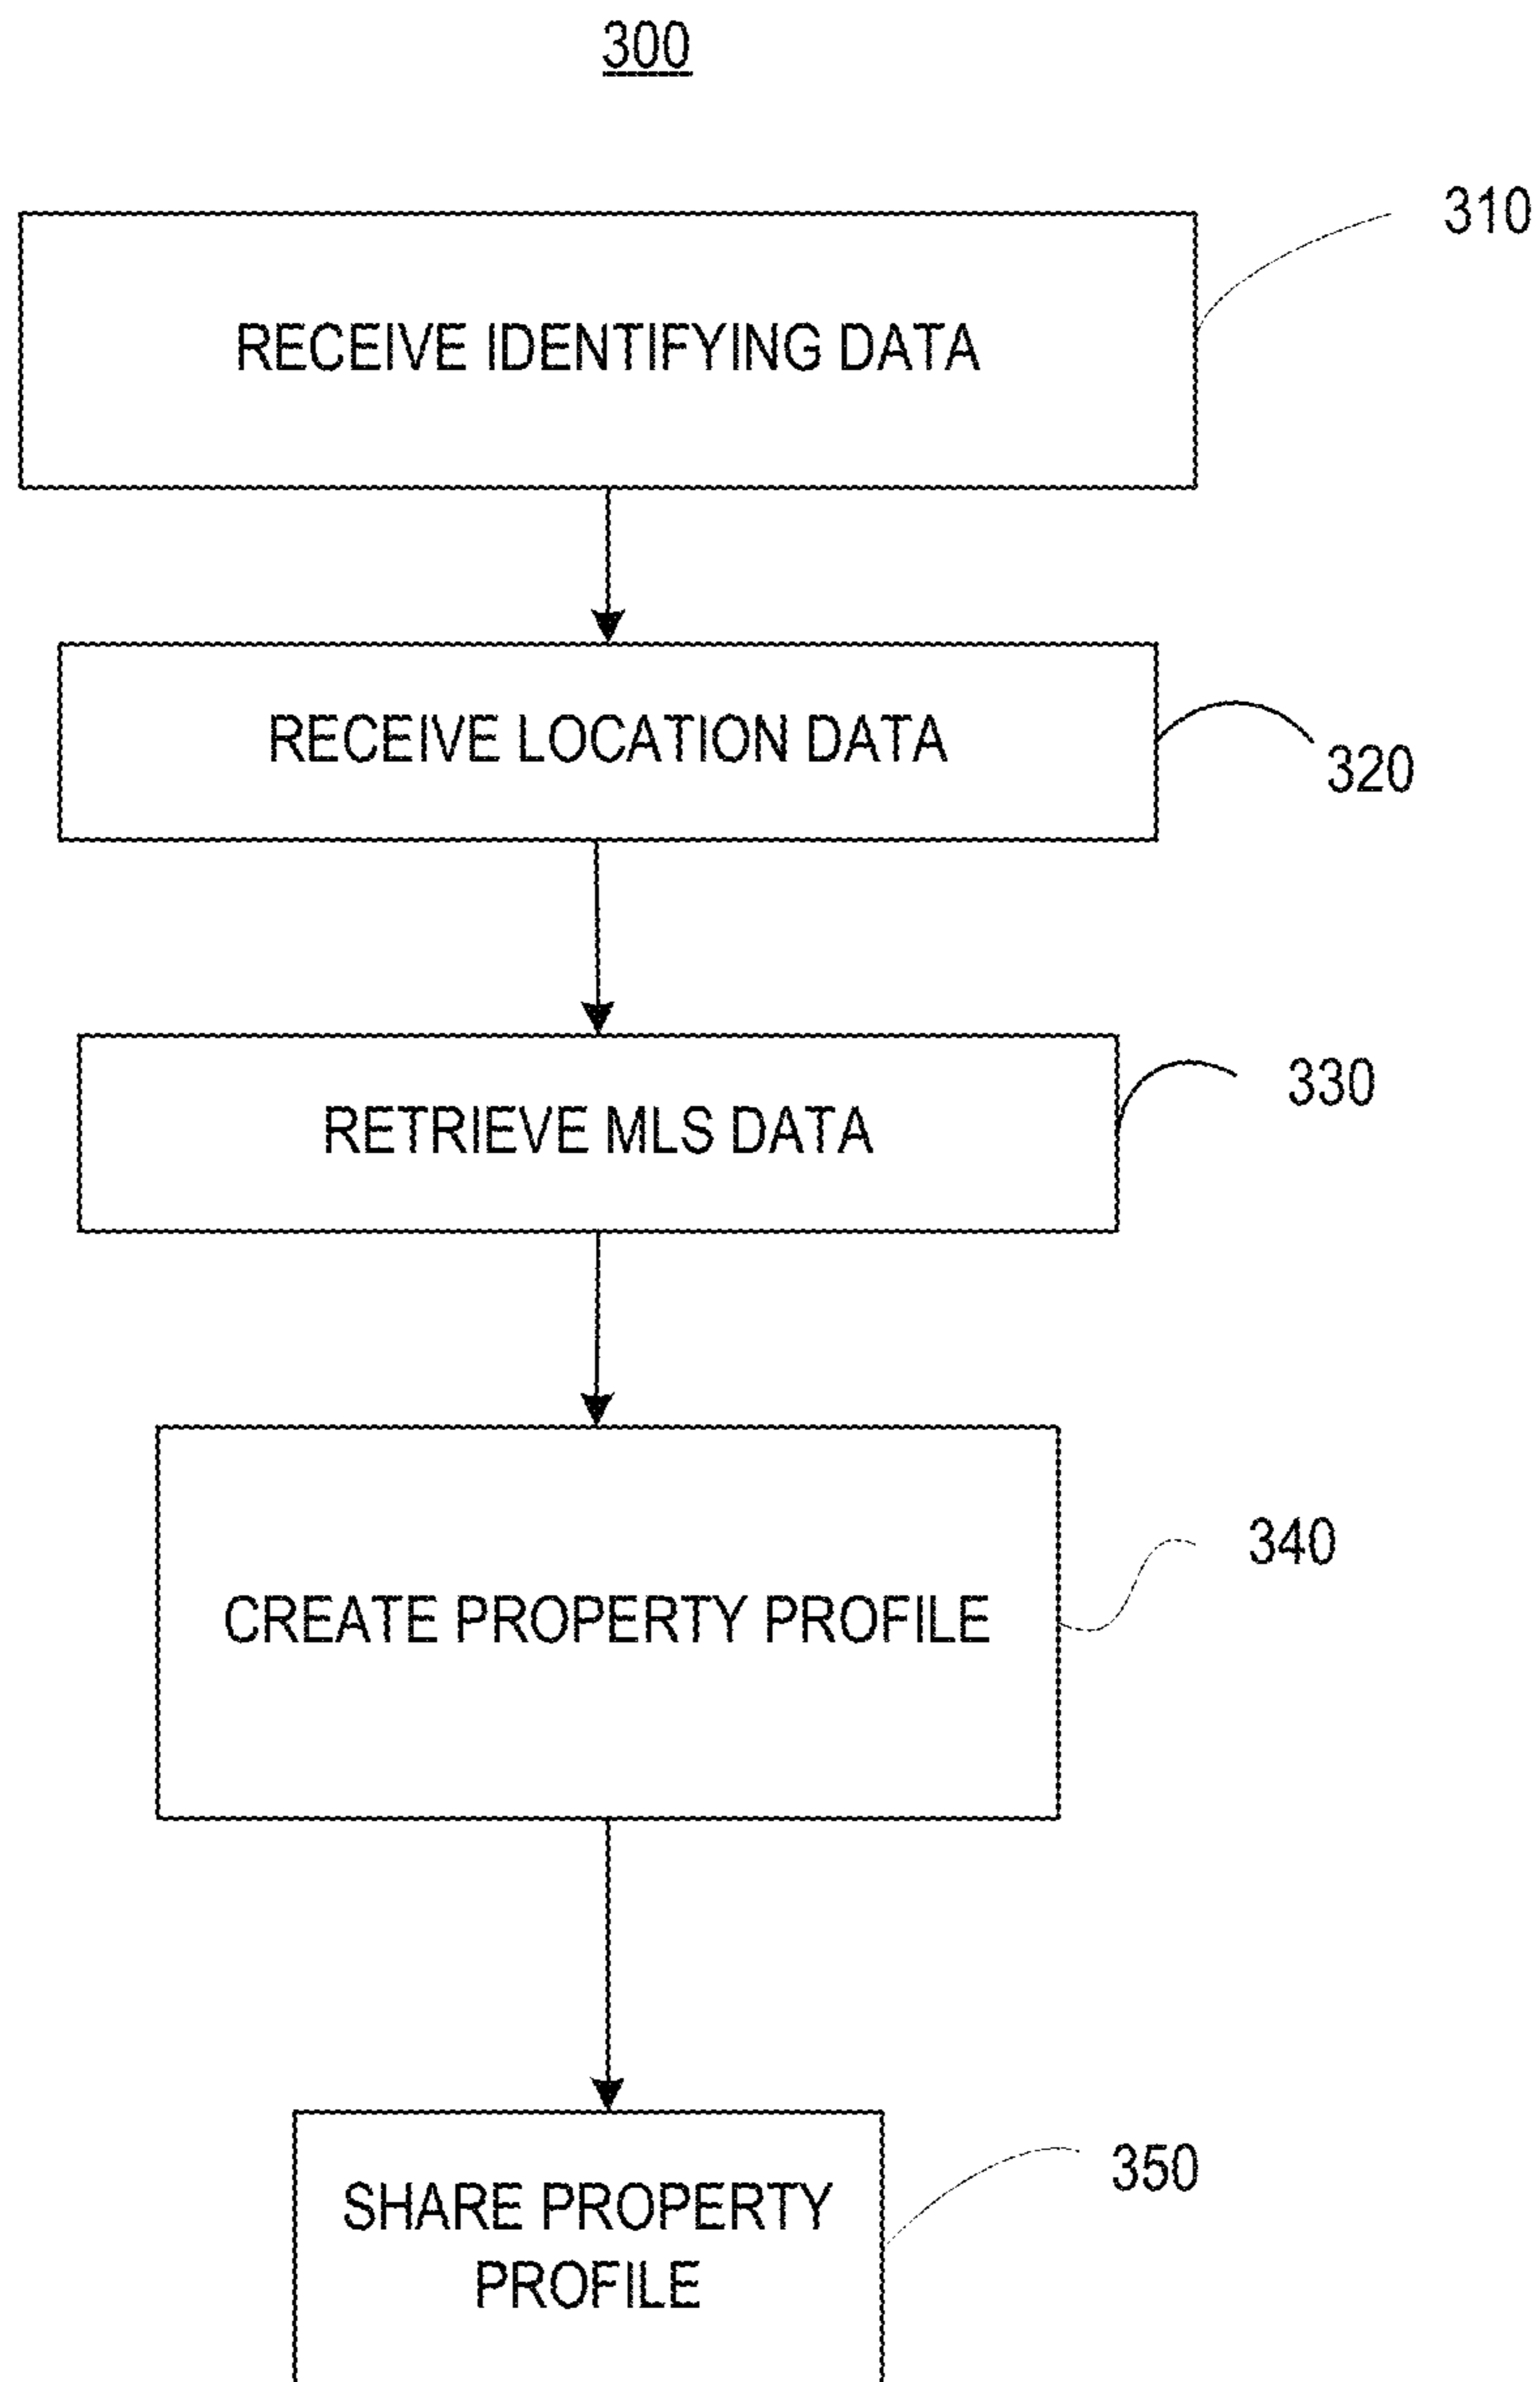 300
310
RECEIVE IDENTIFYING DATA
RECEIVE LOCATION DATA
320
330
RETRIEVE MLS DATA
340
CREATE PROPERTY PROFILE
350
SHARE PROPERTY
PROFILE